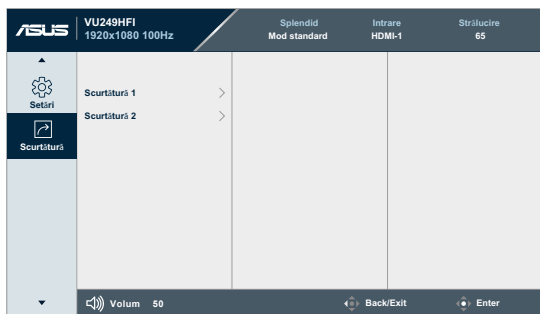 ASUS
VU249HFI
1920x1080 100Hz
Splendid
Mod standard
Intrare
HDMI-1
Strălucire
65
Setări
Scurtătură
Scurtătură 1
Scurtătură 2
Volum 50
Back/Exit
Enter